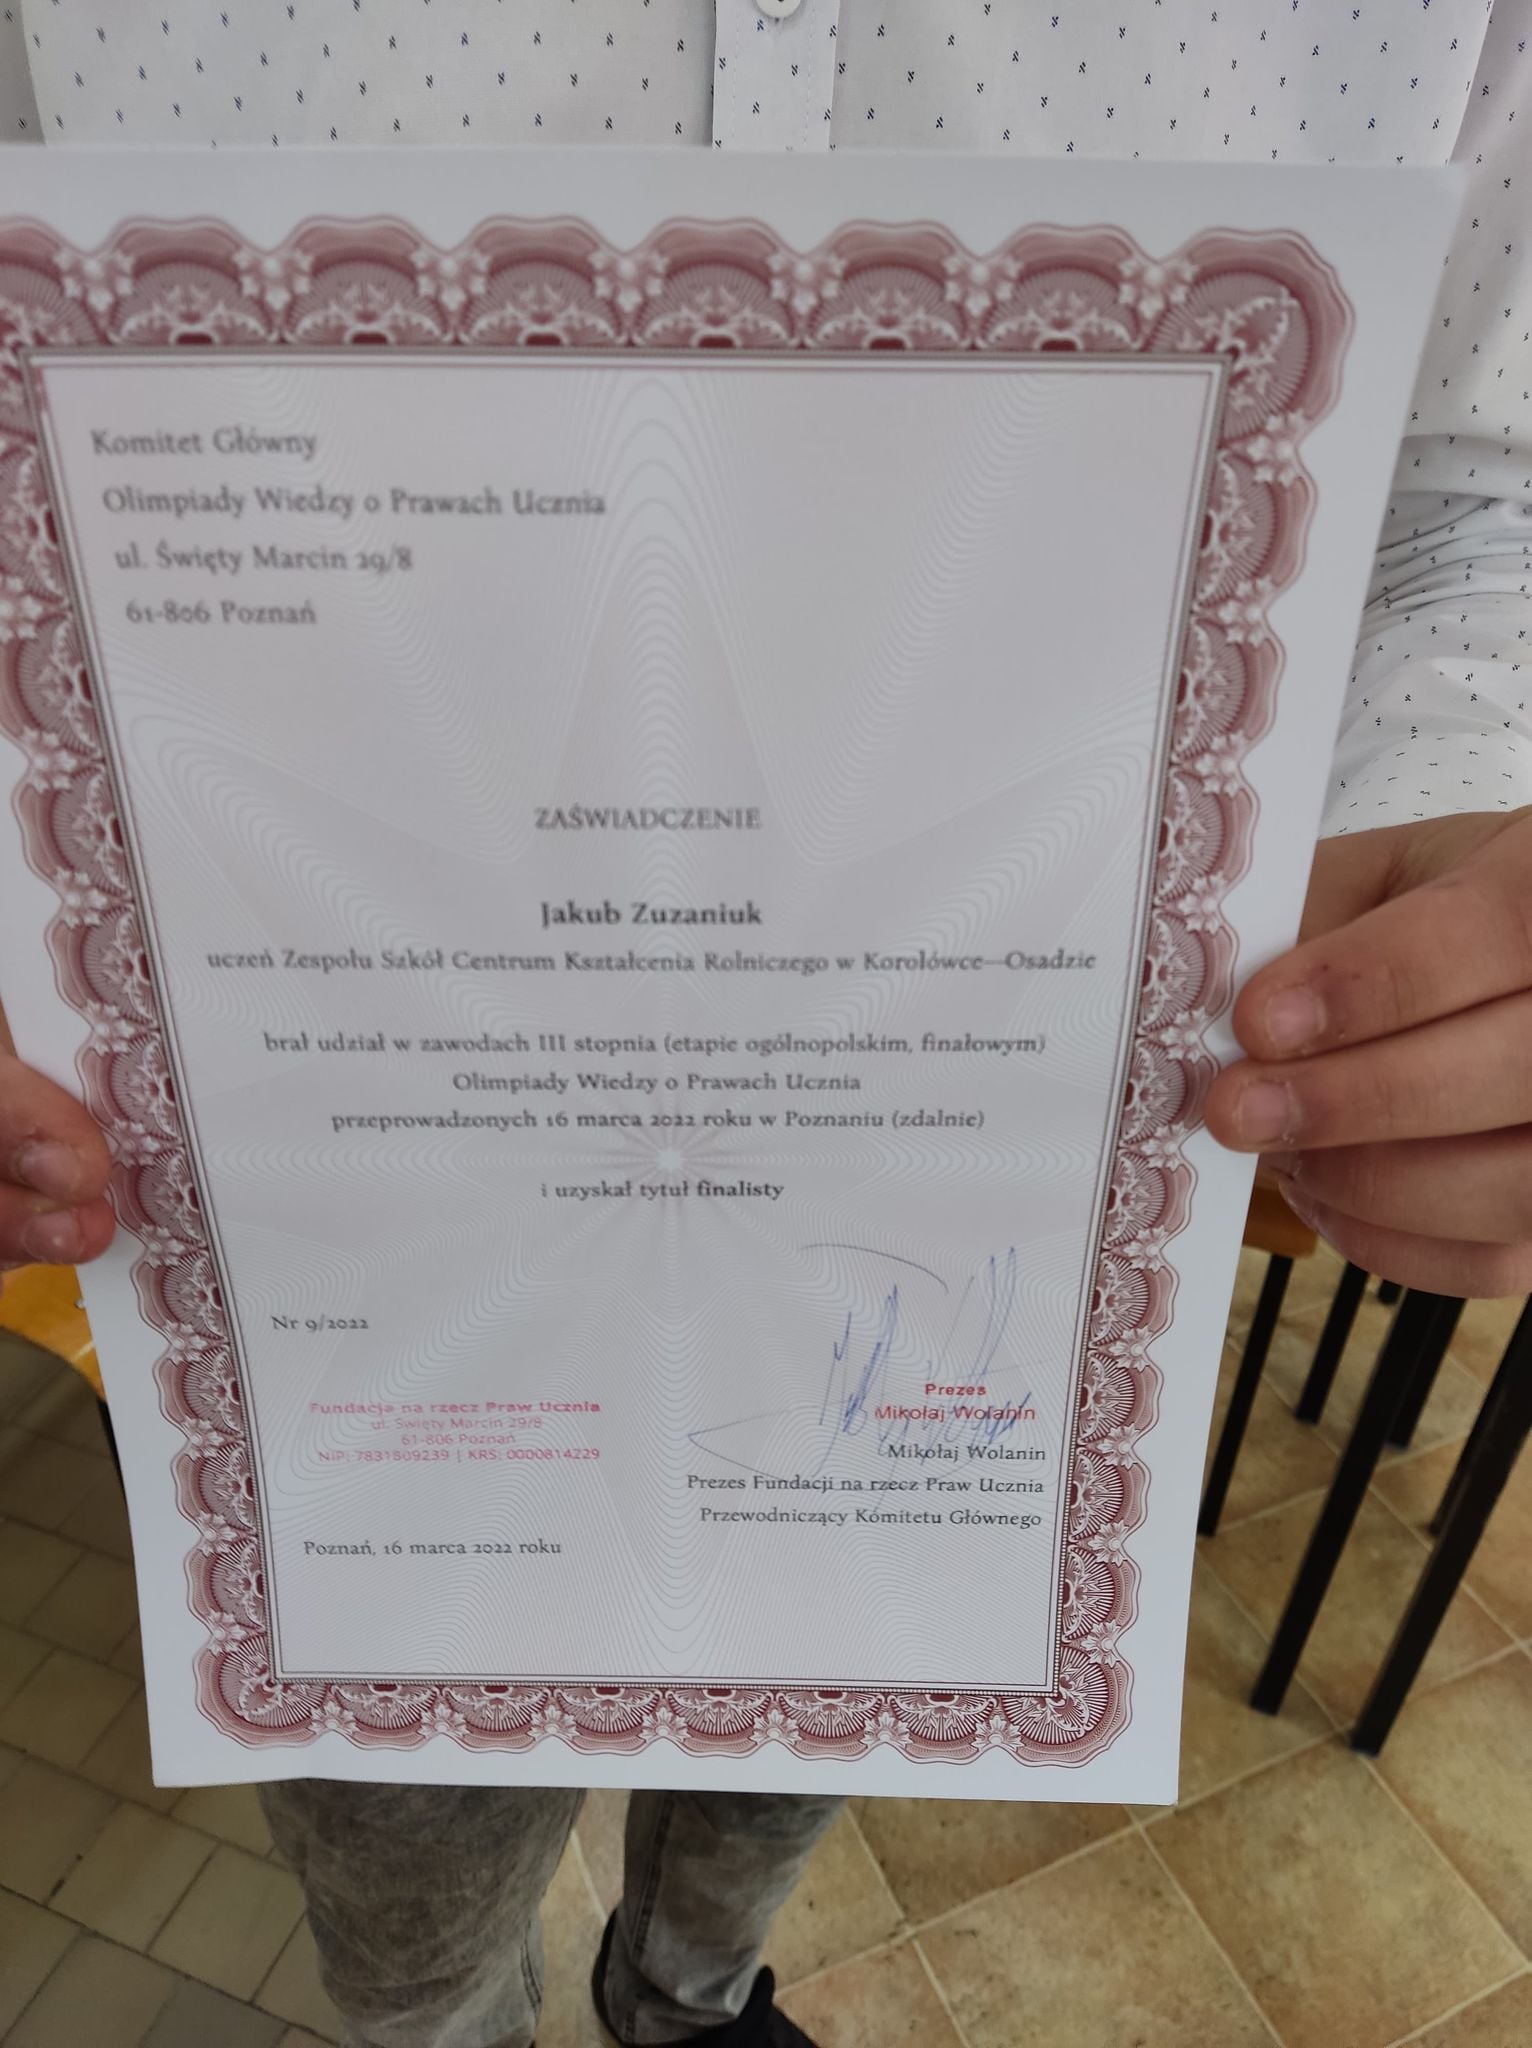 Komitet Główny
Olimpiady Wiedzy o Prawach Ucznia
ul. Święty Marcin 29/8
61-806 Poznań
ZAŚWIADCZENIE
Jakub Zuzaniuk
uczeń Zespołu Szkół Centrum Kształcenia Rolniczego w Korolówce—Osadzie
brał udział w zawodach III stopnia (etapie ogólnopolskim, finałowym)
Olimpiady Wiedzy o Prawach Ucznia
przeprowadzonych 16 marca 2022 roku w Poznaniu (zdalnie)
i uzyskał tytuł finalisty
Nr 9/2022
Fundacja na rzecz Praw Ucznia
ul. Święty Marcin 29/8
61-806 Poznań
NIP: 7831809239 | KRS: 0000814229
Prezes
Mikołaj Wolanin
Mikołaj Wolanin
Prezes Fundacji na rzecz Praw Ucznia
Przewodniczący Komitetu Głównego
Poznań, 16 marca 2022 roku